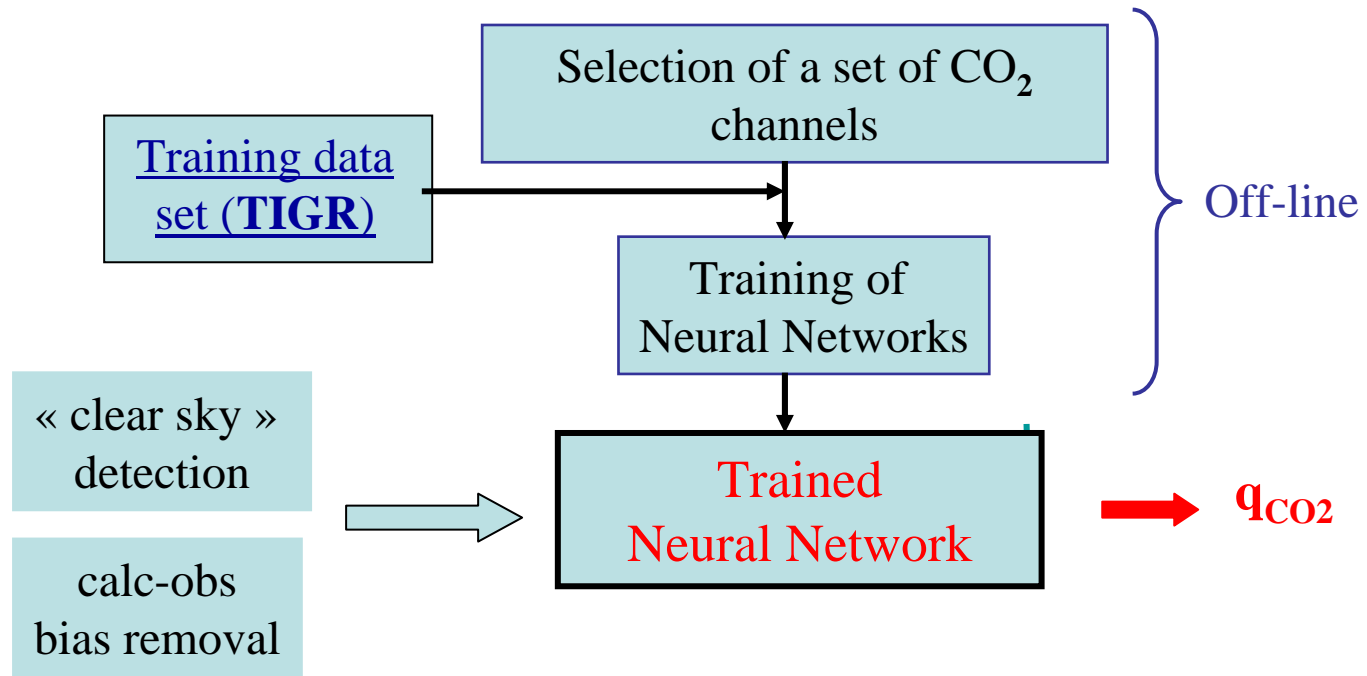 Selection of a set of CO₂
channels
Training data
set (TIGR)
Off-line
Training of
Neural Networks
« clear sky »
detection
Trained
Neural Network
q_CO2
calc-obs
bias removal